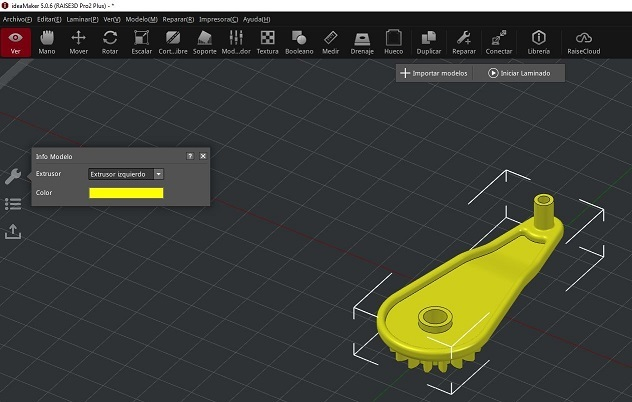 ideaMaker 5.0.6 (RAISE3D Pro2 Plus) - *
Archivo(F) Editar(E) Laminar(P) Ver(V) Modelo(M) Reparar(R) Impresora(C) Ayuda(H)
Ver Mano Mover Rotar Escalar Cort...ibre Soporte Mod...dor Textura Booleano Medir Drenaje Hueco Duplicar Reparar Conectar Librería RaiseCloud
Importar modelos Iniciar Laminado
Info Modelo ?
Extrusor Extrusor izquierdo
Color